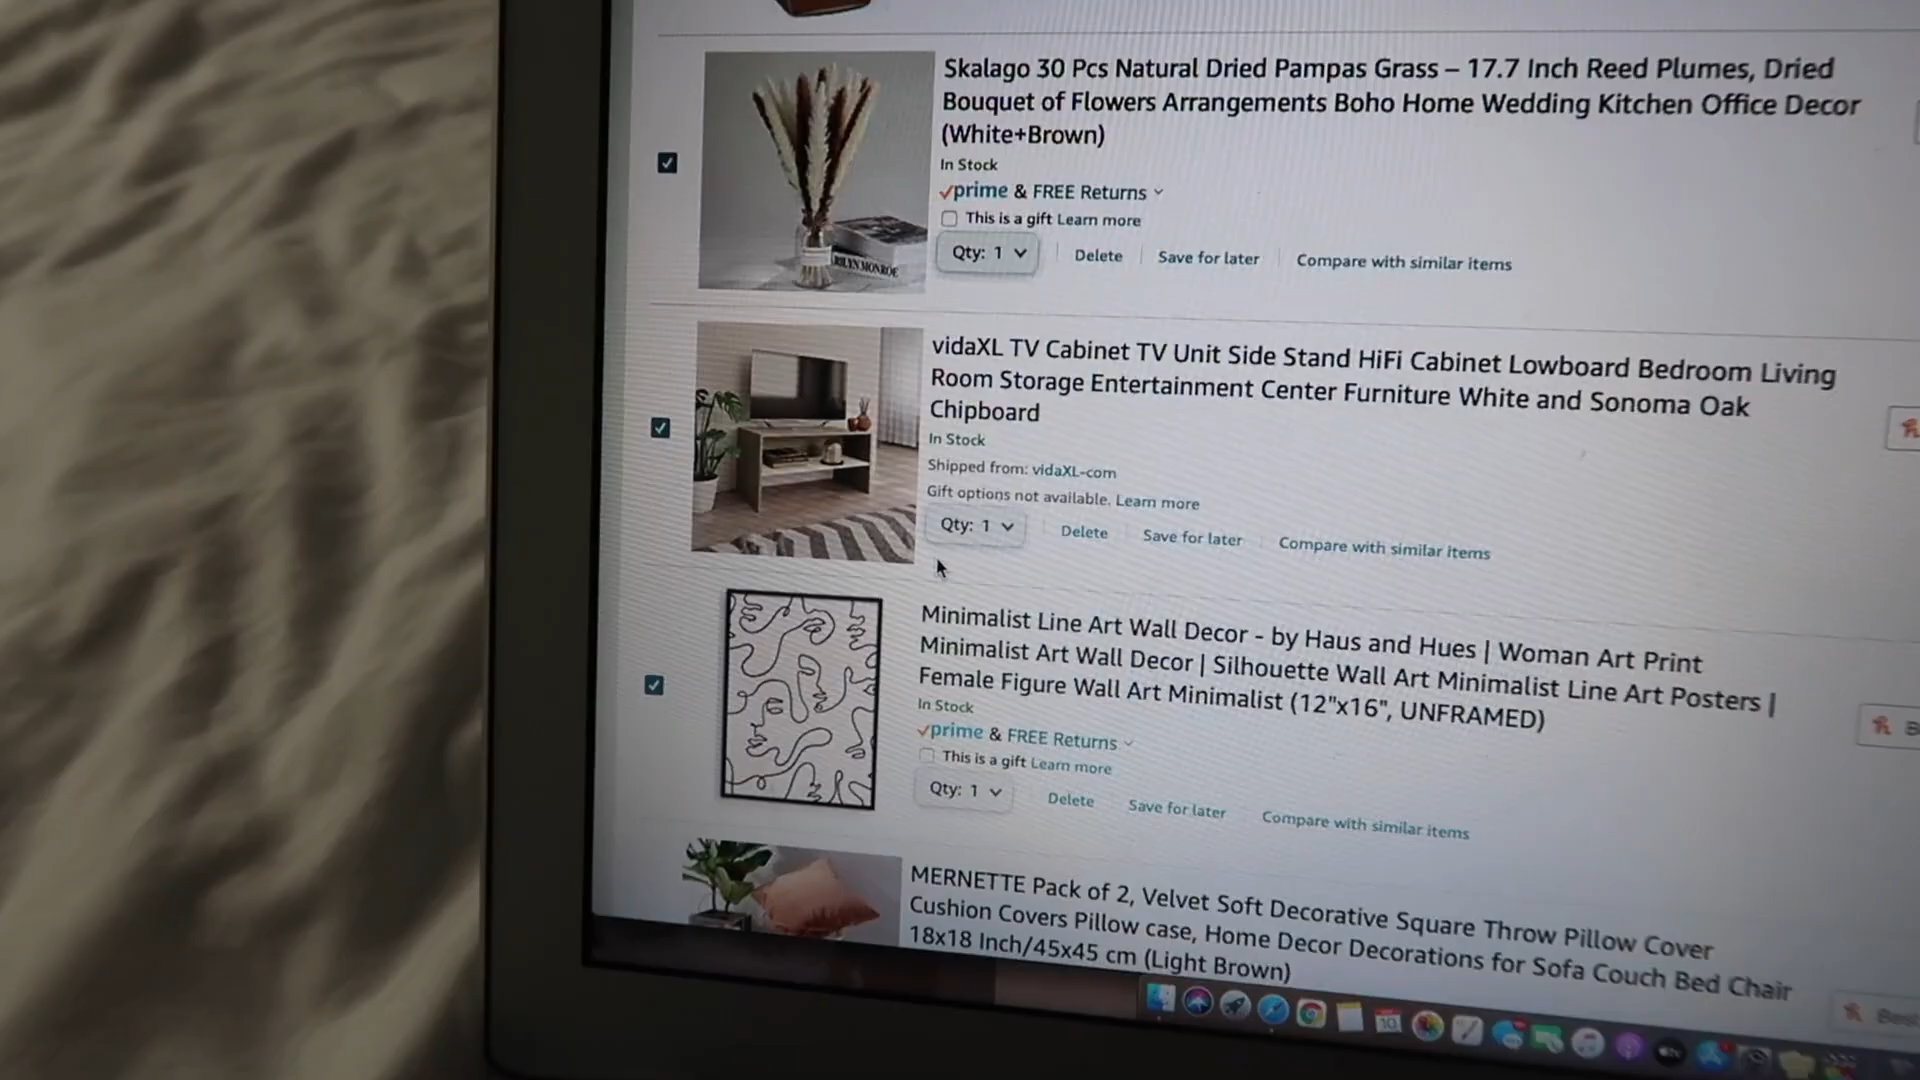 Skalago 30 Pcs Natural Dried Pampas Grass – 17.7 Inch Reed Plumes, Dried
Bouquet of Flowers Arrangements Boho Home Wedding Kitchen Office Decor
(White+Brown)
In Stock
prime & FREE Returns
This is a gift Learn more
Qty: 1 Delete Save for later Compare with similar items
vidaXL TV Cabinet TV Unit Side Stand HiFi Cabinet Lowboard Bedroom Living
Room Storage Entertainment Center Furniture White and Sonoma Oak
Chipboard
In Stock
Shipped from: vidaXL-com
Gift options not available. Learn more
Qty: 1 Delete Save for later Compare with similar items
Minimalist Line Art Wall Decor - by Haus and Hues | Woman Art Print
Minimalist Art Wall Decor | Silhouette Wall Art Minimalist Line Art Posters |
Female Figure Wall Art Minimalist (12"x16", UNFRAMED)
In Stock
prime & FREE Returns
This is a gift Learn more
Qty: 1 Delete Save for later Compare with similar items
MERNETTE Pack of 2, Velvet Soft Decorative Square Throw Pillow Cover
Cushion Covers Pillow case, Home Decor Decorations for Sofa Couch Bed Chair
18x18 Inch/45x45 cm (Light Brown)